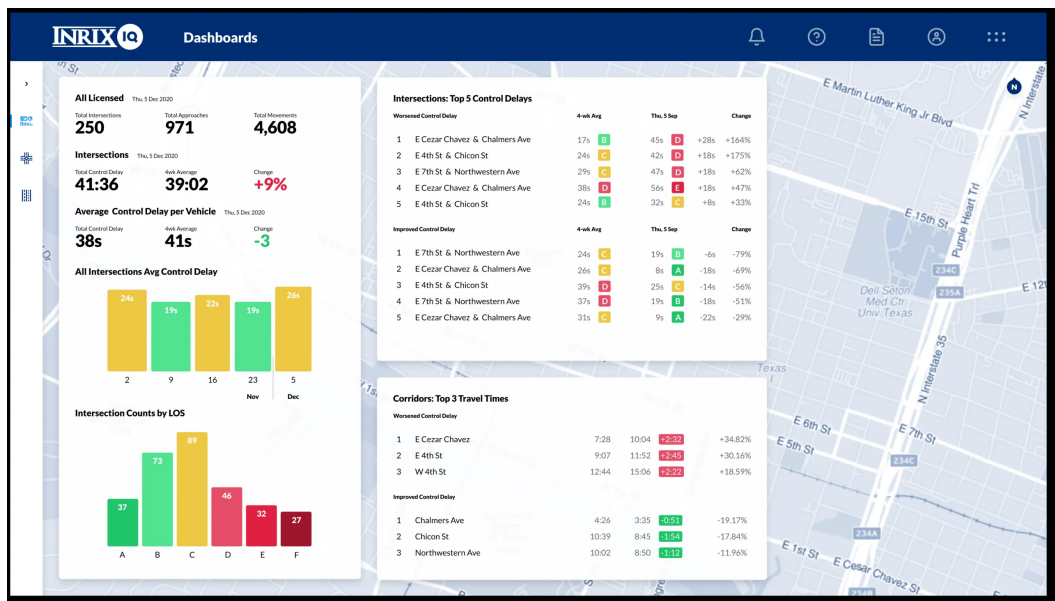 INRIX IQ
Dashboards
All Licensed Thu, 5 Dec 2020
Total Intersections Total Approaches Total Movements
250 971 4,608
Intersections Thu, 5 Dec 2020
Total Control Delay 4wk Average Change
41:36 39:02 +9%
Average Control Delay per Vehicle Thu, 5 Dec 2020
Total Control Delay 4wk Average Change
38s 41s -3
All Intersections Avg Control Delay
24s 19s 22s 19s 26s
2 9 16 23 5
Nov Dec
Intersection Counts by LOS
37 73 89 46 32 27
A B C D E F
Intersections: Top 5 Control Delays
Worsened Control Delay 4-wk Avg Thu, 5 Sep Change
1 E Cezar Chavez & Chalmers Ave 17s B 45s D +28s +164%
2 E 4th St & Chicon St 24s C 42s D +18s +175%
3 E 7th St & Northwestern Ave 29s C 47s D +18s +62%
4 E Cezar Chavez & Chalmers Ave 38s D 56s E +18s +47%
5 E 4th St & Chicon St 24s B 32s C +8s +33%
Improved Control Delay 4-wk Avg Thu, 5 Sep Change
1 E 7th St & Northwestern Ave 24s C 19s B -6s -79%
2 E Cezar Chavez & Chalmers Ave 26s C 8s A -18s -69%
3 E 4th St & Chicon St 39s D 25s C -14s -56%
4 E 7th St & Northwestern Ave 37s D 19s B -18s -51%
5 E Cezar Chavez & Chalmers Ave 31s C 9s A -22s -29%
Corridors: Top 3 Travel Times
Worsened Control Delay
1 E Cezar Chavez 7:28 10:04 +2:32 +34.82%
2 E 4th St 9:07 11:52 +2:45 +30.16%
3 W 4th St 12:44 15:06 +2:22 +18.59%
Improved Control Delay
1 Chalmers Ave 4:26 3:35 -0:51 -19.17%
2 Chicon St 10:39 8:45 -1:54 -17.84%
3 Northwestern Ave 10:02 8:50 -1:12 -11.96%
N
E Martin Luther King Jr Blvd
N Interstate
E 15th St
Purple Heart Trl
234C
235A
E 12t
Dell Seton
Med Ctr
Univ Texas
Texas
N Interstate 35
E 6th St
E 5th St
E 7th St
234C
234A
E 1st St
E Cesar Chavez St
234B